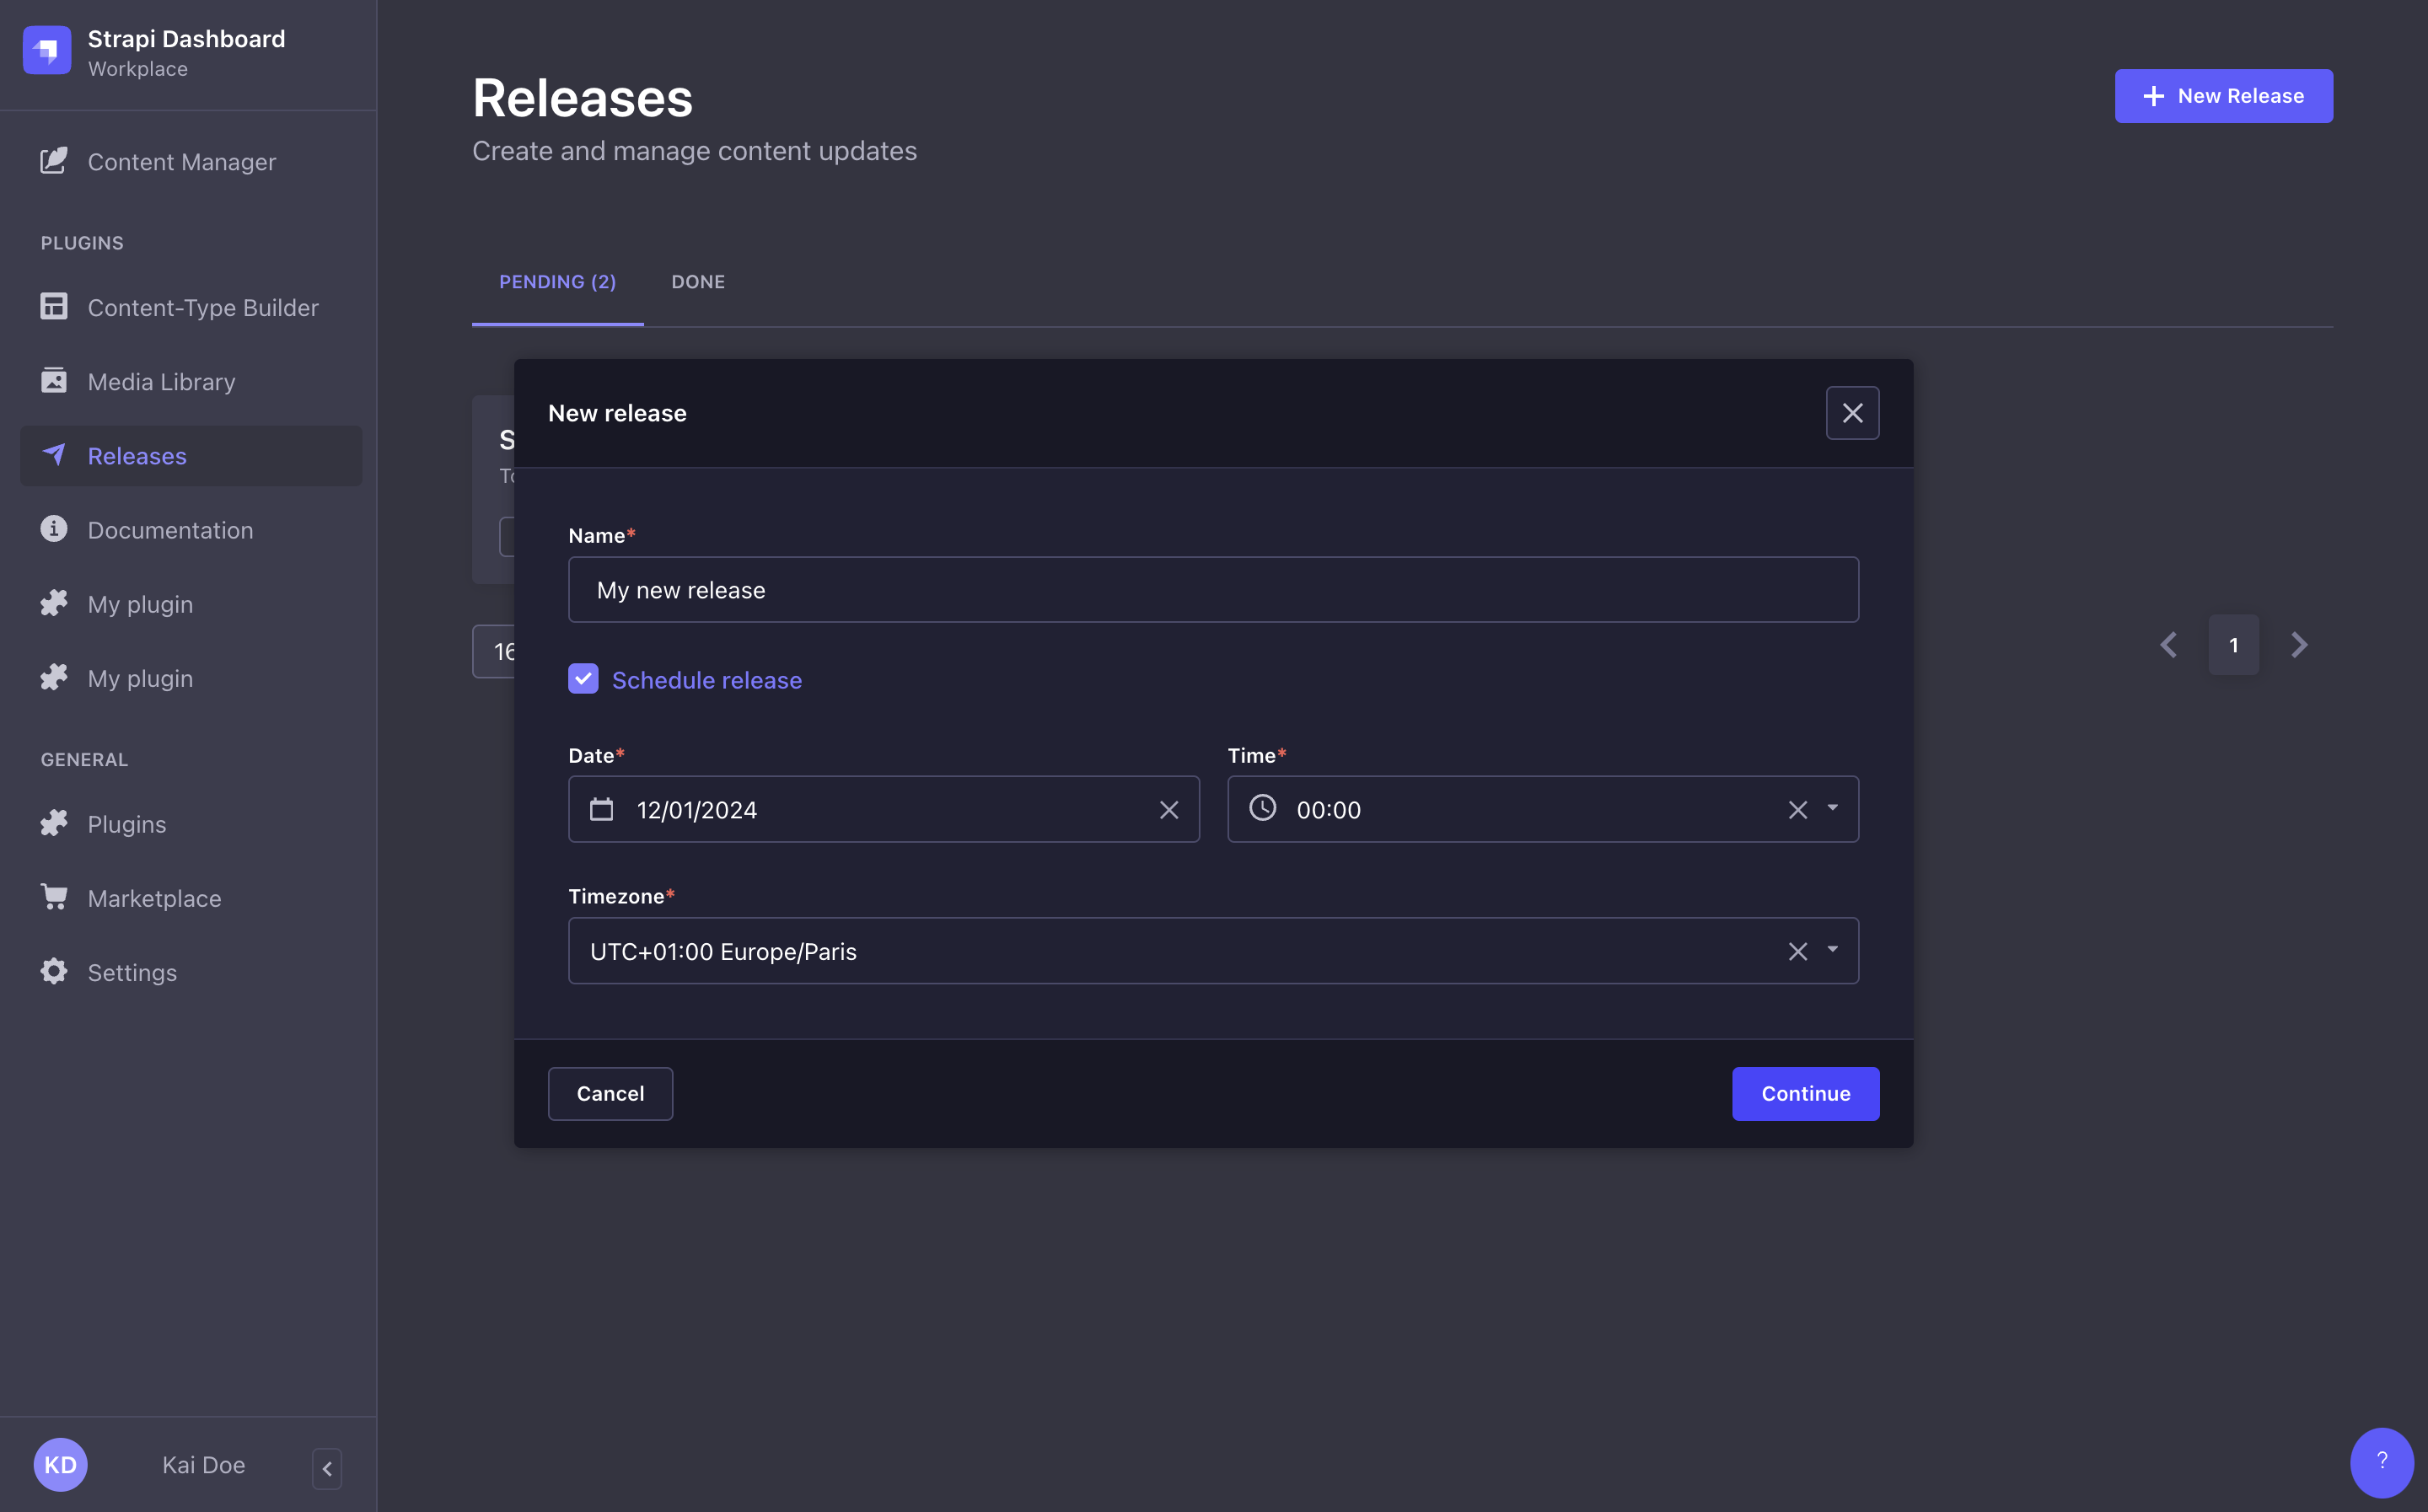 Strapi Dashboard
Workplace
Content Manager
PLUGINS
Content-Type Builder
Media Library
Releases
Documentation
My plugin
My plugin
GENERAL
Plugins
Marketplace
Settings
KD
Kai Doe
Releases
Create and manage content updates
New Release
PENDING (2)
DONE
New release
Name*
My new release
Schedule release
Date*
Time*
12/01/2024
00:00
Timezone*
UTC+01:00 Europe/Paris
Cancel
Continue
1
?